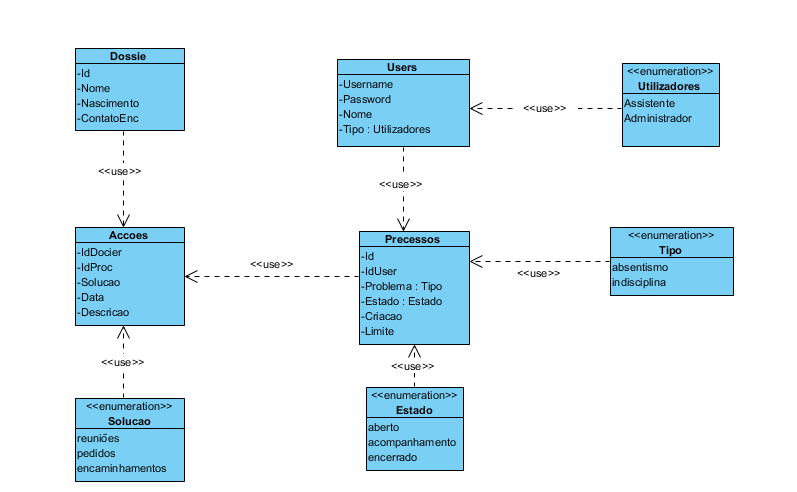 Dossie
-Id
-Nome
-Nascimento
-ContatoEnc
Users
-Username
-Password
-Nome
-Tipo : Utilizadores
<<use>>
<<enumeration>>
Utilizadores
Assistente
Administrador
<<use>>
<<use>>
Accoes
-IdDocier
-IdProc
-Solucao
-Data
-Descricao
<<use>>
Precessos
-Id
-IdUser
-Problema : Tipo
-Estado : Estado
-Criacao
-Limite
<<use>>
<<enumeration>>
Tipo
absentismo
indisciplina
<<use>>
<<use>>
<<enumeration>>
Solucao
reuniões
pedidos
encaminhamentos
<<enumeration>>
Estado
aberto
acompanhamento
encerrado